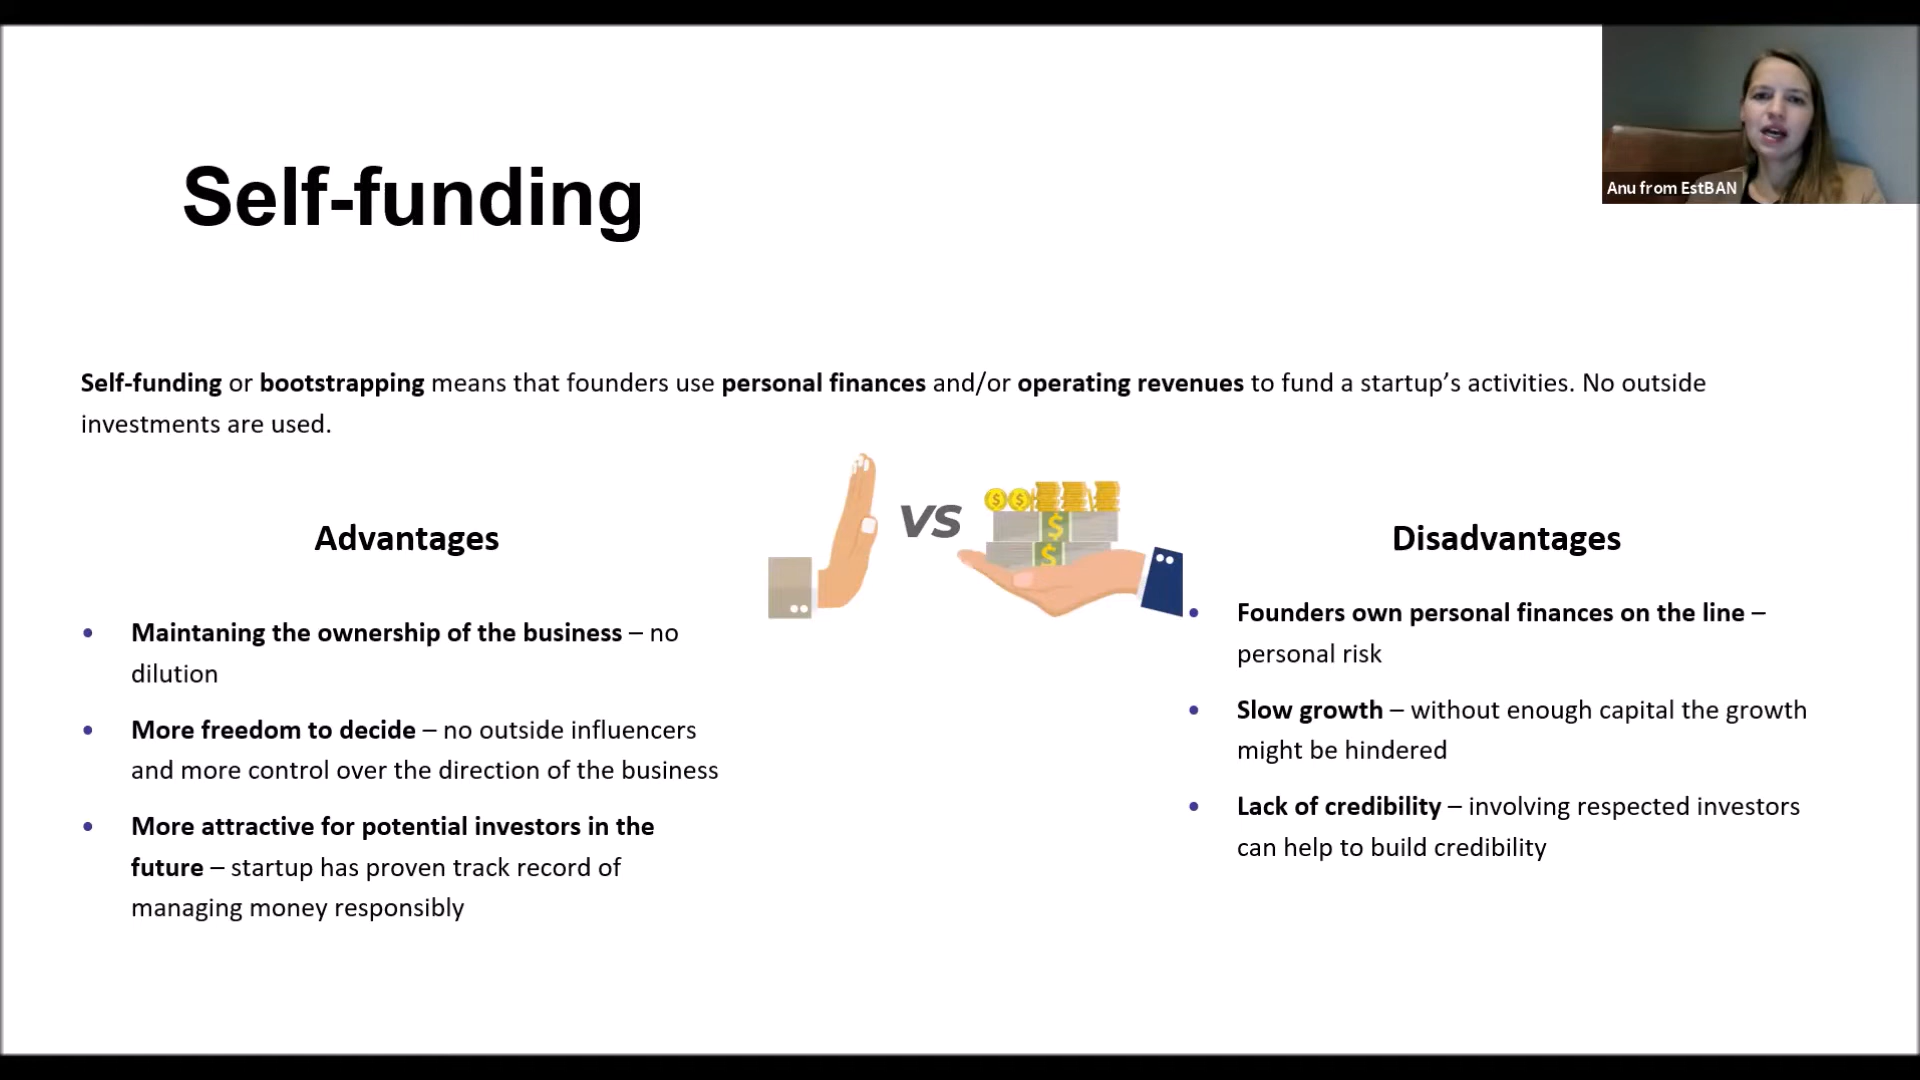 Anu from EstBAN
Self-funding
Self-funding or bootstrapping means that founders use personal finances and/or operating revenues to fund a startup’s activities. No outside
investments are used.
VS
Advantages
• Maintaning the ownership of the business – no
dilution
• More freedom to decide – no outside influencers
and more control over the direction of the business
• More attractive for potential investors in the
future – startup has proven track record of
managing money responsibly
Disadvantages
• Founders own personal finances on the line –
personal risk
• Slow growth – without enough capital the growth
might be hindered
• Lack of credibility – involving respected investors
can help to build credibility